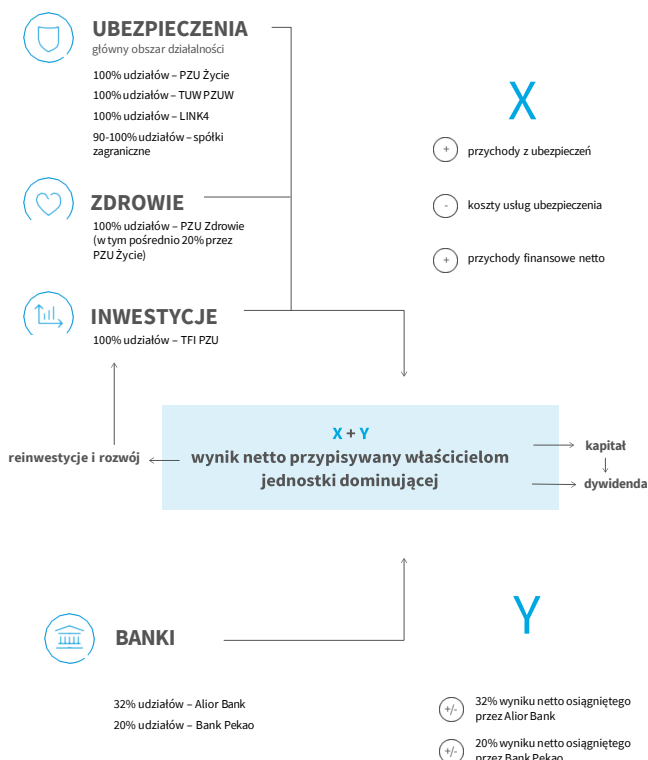 UBEZPIECZENIA
główny obszar działalności
100% udziałów – PZU Życie
100% udziałów – TUW PZUW
100% udziałów – LINK4
90-100% udziałów – spółki
zagraniczne
X
+ przychody z ubezpieczeń
- koszty usług ubezpieczenia
+ przychody finansowe netto
ZDROWIE
100% udziałów – PZU Zdrowie
(w tym pośrednio 20% przez
PZU Życie)
INWESTYCJE
100% udziałów – TFI PZU
X + Y
wynik netto przypisywany właścicielom
jednostki dominującej
reinwestycje i rozwój
kapitał
dywidenda
BANKI
32% udziałów – Alior Bank
20% udziałów – Bank Pekao
Y
+/- 32% wyniku netto osiągniętego
przez Alior Bank
+/- 20% wyniku netto osiągniętego
przez Bank Pekao